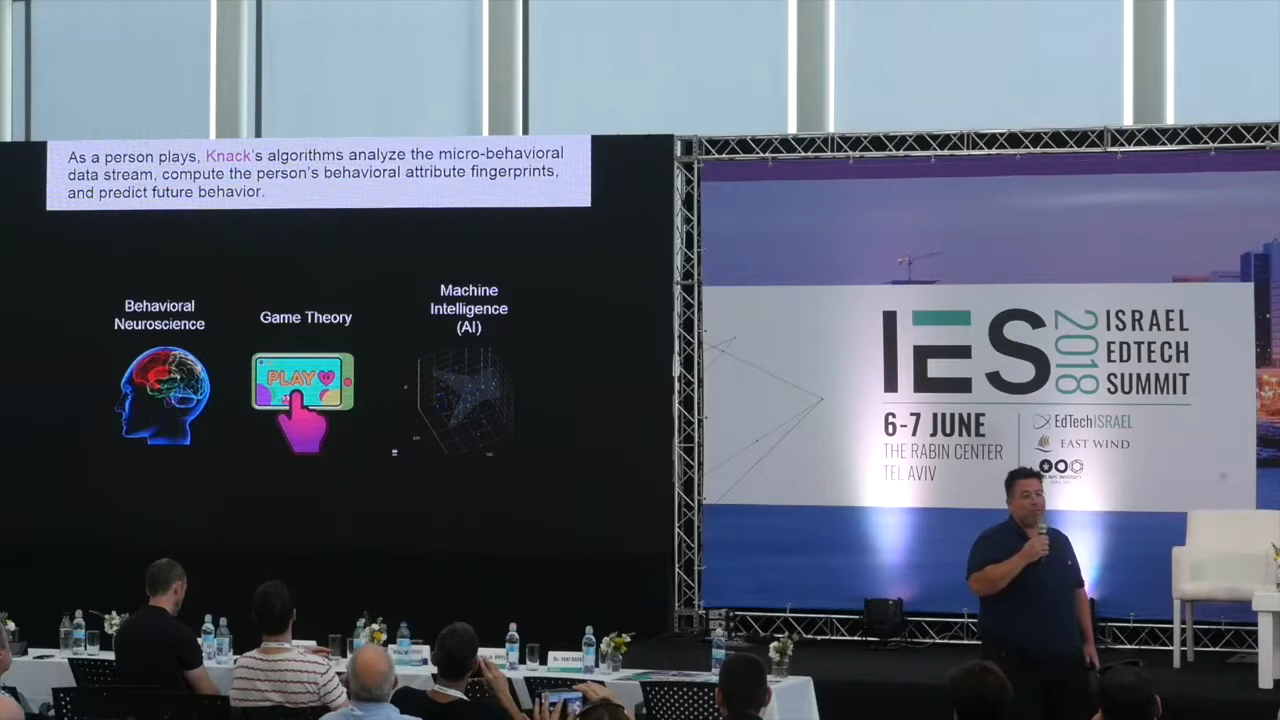 As a person plays, Knack's algorithms analyze the micro-behavioral
data stream, compute the person's behavioral attribute fingerprints,
and predict future behavior.
Behavioral
Neuroscience
Game Theory
Machine
Intelligence
(AI)
PLAY
IES
2018
ISRAEL
EDTECH
SUMMIT
6-7 JUNE
THE RABIN CENTER
TEL AVIV
EdTechISRAEL
EAST WIND